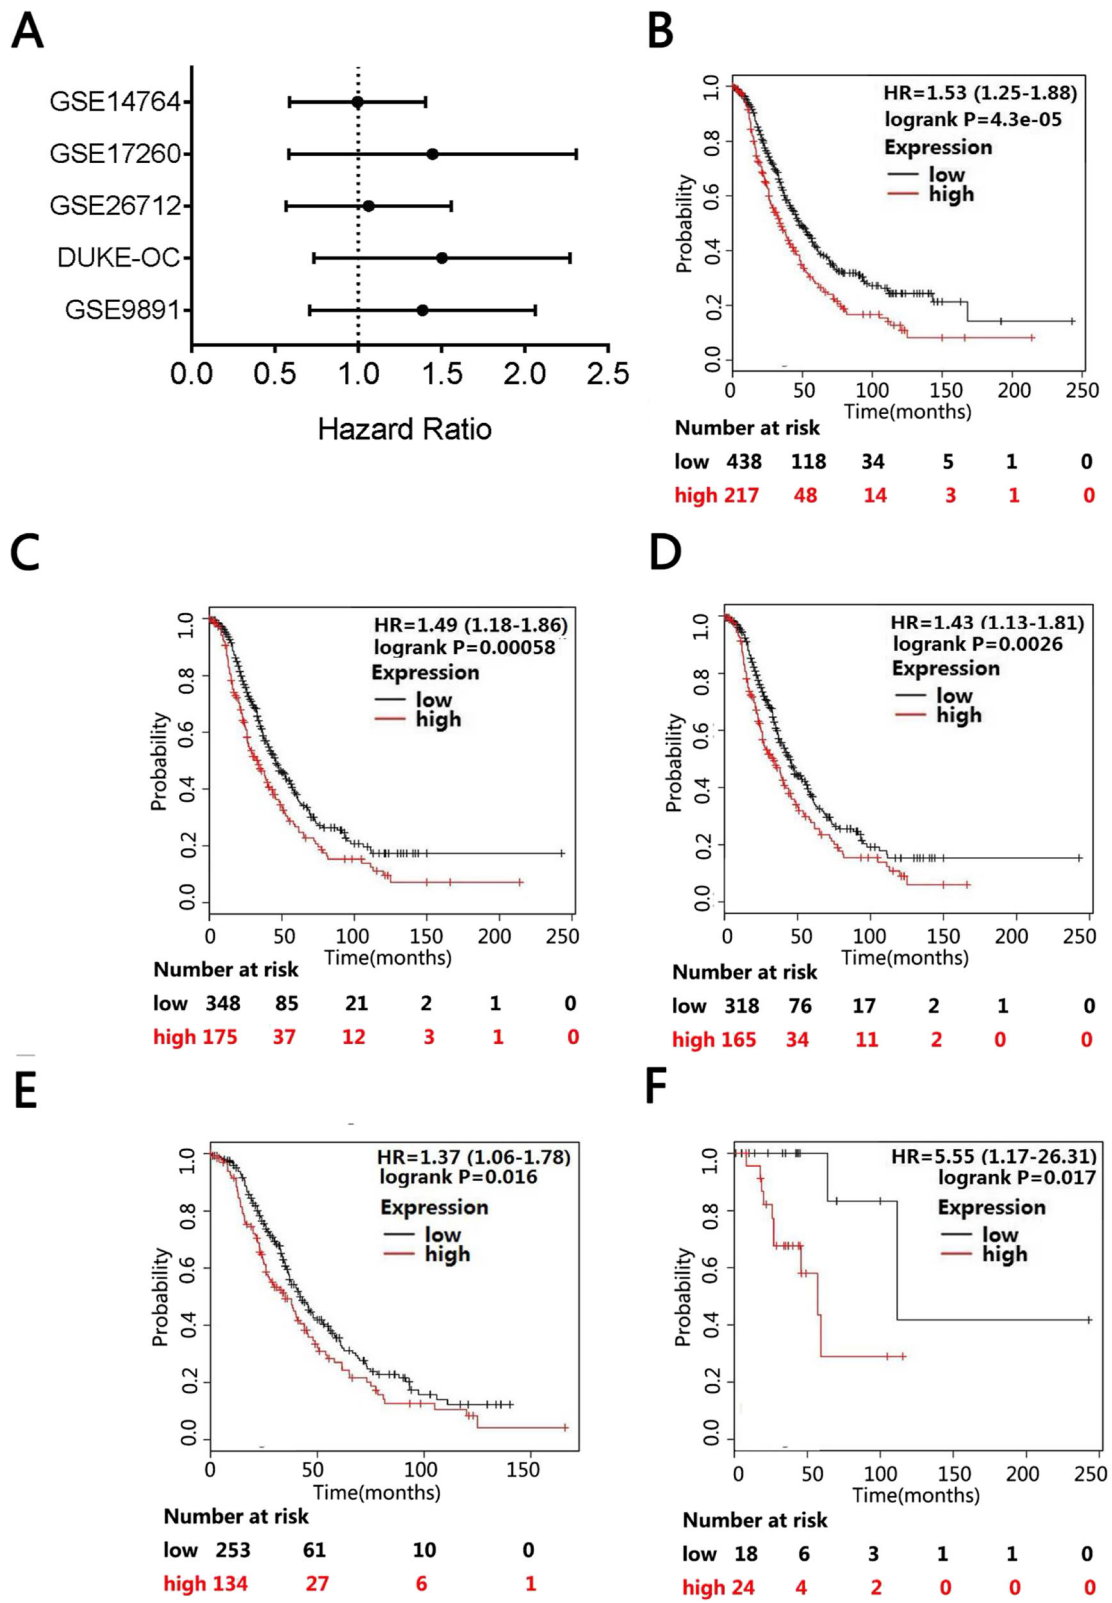 A
GSE14764
GSE17260
GSE26712
DUKE-OC
GSE9891
0.0 0.5 1.0 1.5 2.0 2.5
Hazard Ratio
B
HR=1.53 (1.25-1.88)
logrank P=4.3e-05
Expression
low
high
Probability
1.0
0.8
0.6
0.4
0.2
0.0
0 50 100 150 200 250
Time(months)
Number at risk
low 438 118 34 5 1 0
high 217 48 14 3 1 0
C
HR=1.49 (1.18-1.86)
logrank P=0.00058
Expression
low
high
Probability
1.0
0.8
0.6
0.4
0.2
0.0
0 50 100 150 200 250
Time(months)
Number at risk
low 348 85 21 2 1 0
high 175 37 12 3 1 0
D
HR=1.43 (1.13-1.81)
logrank P=0.0026
Expression
low
high
Probability
1.0
0.8
0.6
0.4
0.2
0.0
0 50 100 150 200 250
Time(months)
Number at risk
low 318 76 17 2 1 0
high 165 34 11 2 0 0
E
HR=1.37 (1.06-1.78)
logrank P=0.016
Expression
low
high
Probability
1.0
0.8
0.6
0.4
0.2
0.0
0 50 100 150
Time(months)
Number at risk
low 253 61 10 0
high 134 27 6 1
F
HR=5.55 (1.17-26.31)
logrank P=0.017
Expression
low
high
Probability
1.0
0.8
0.6
0.4
0.2
0.0
0 50 100 150 200 250
Time(months)
Number at risk
low 18 6 3 1 1 0
high 24 4 2 0 0 0